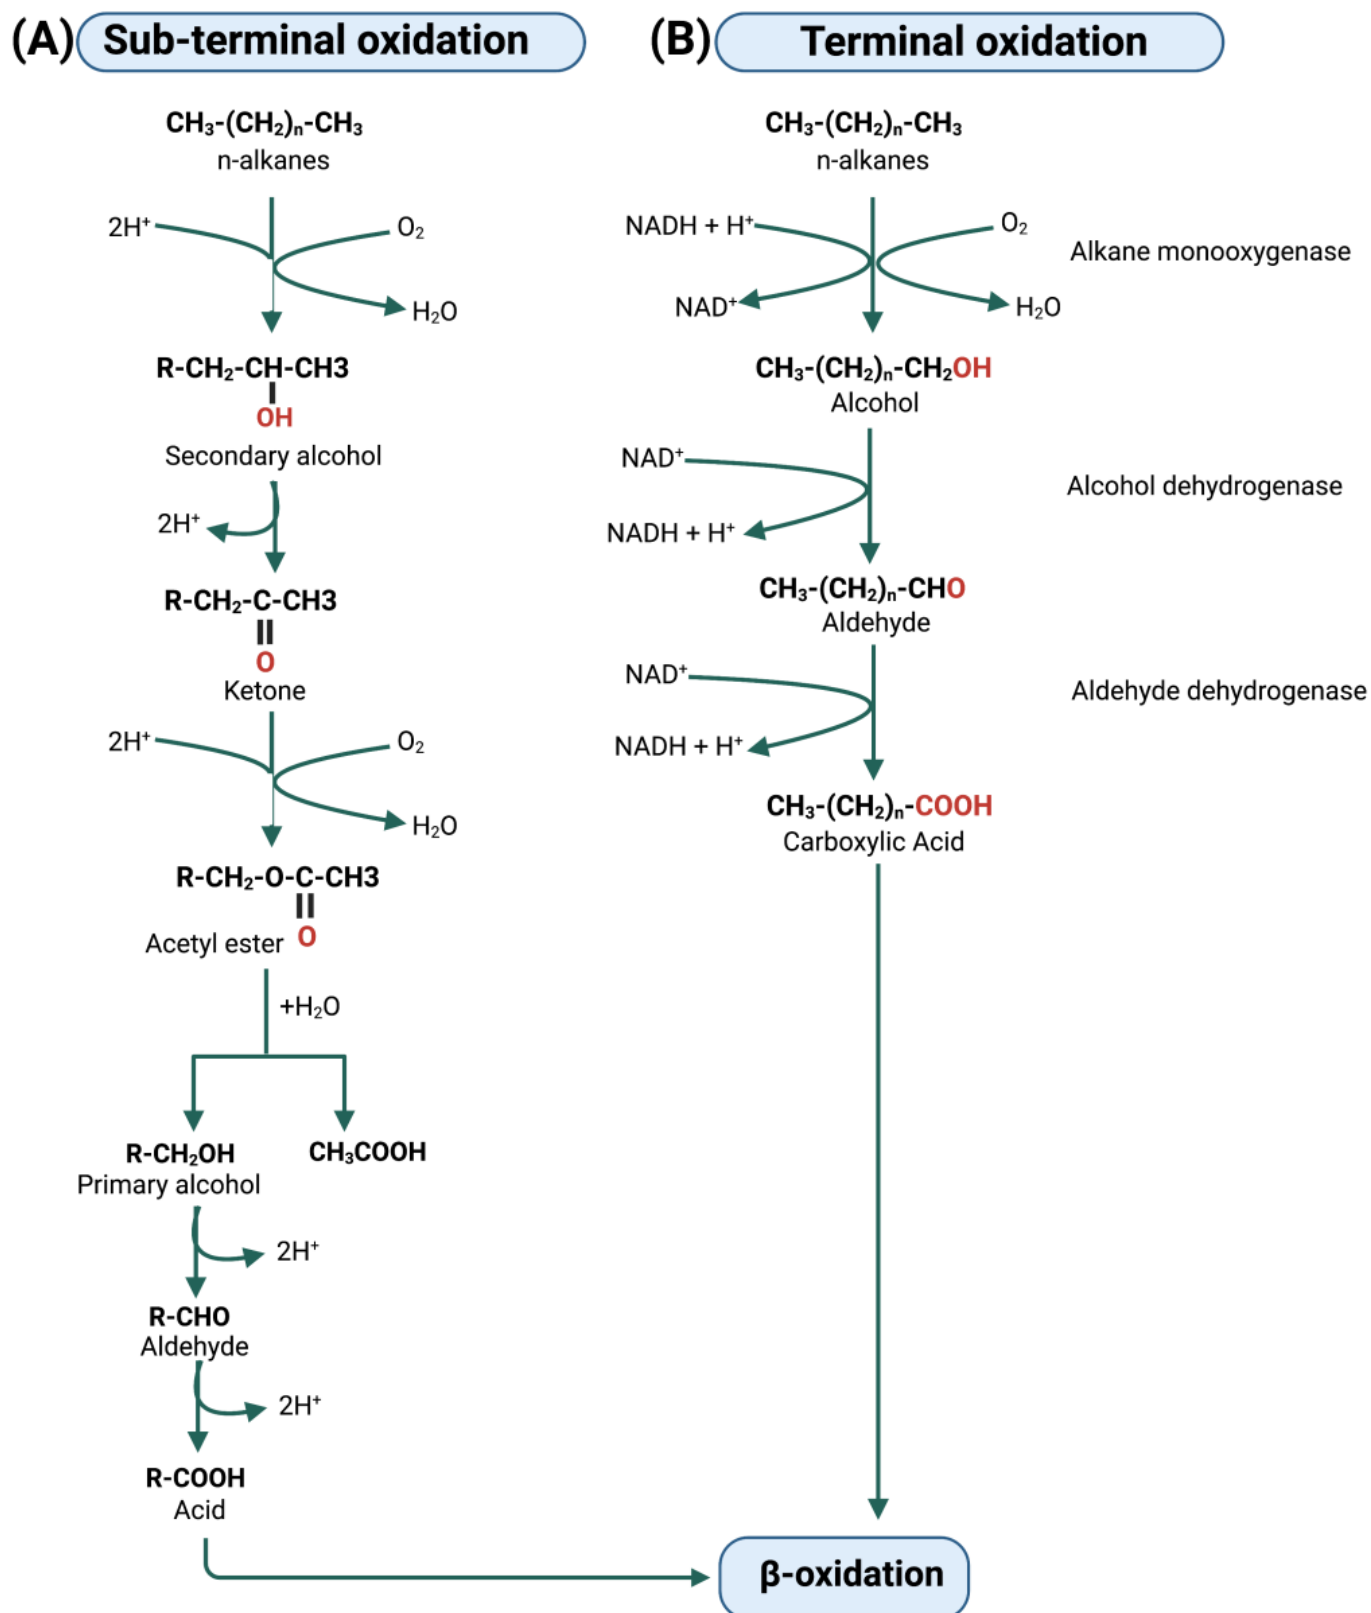 (A) Sub-terminal oxidation
CH₃-(CH₂)ₙ-CH₃
n-alkanes
2H⁺
O₂
H₂O
R-CH₂-CH-CH3
OH
Secondary alcohol
2H⁺
R-CH₂-C-CH3
O
Ketone
2H⁺
O₂
H₂O
R-CH₂-O-C-CH3
O
Acetyl ester
+H₂O
R-CH₂OH
Primary alcohol
CH₃COOH
2H⁺
R-CHO
Aldehyde
2H⁺
R-COOH
Acid
(B) Terminal oxidation
CH₃-(CH₂)ₙ-CH₃
n-alkanes
NADH + H⁺
O₂
Alkane monooxygenase
NAD⁺
H₂O
CH₃-(CH₂)ₙ-CH₂OH
Alcohol
NAD⁺
Alcohol dehydrogenase
NADH + H⁺
CH₃-(CH₂)ₙ-CHO
Aldehyde
NAD⁺
Aldehyde dehydrogenase
NADH + H⁺
CH₃-(CH₂)ₙ-COOH
Carboxylic Acid
β-oxidation